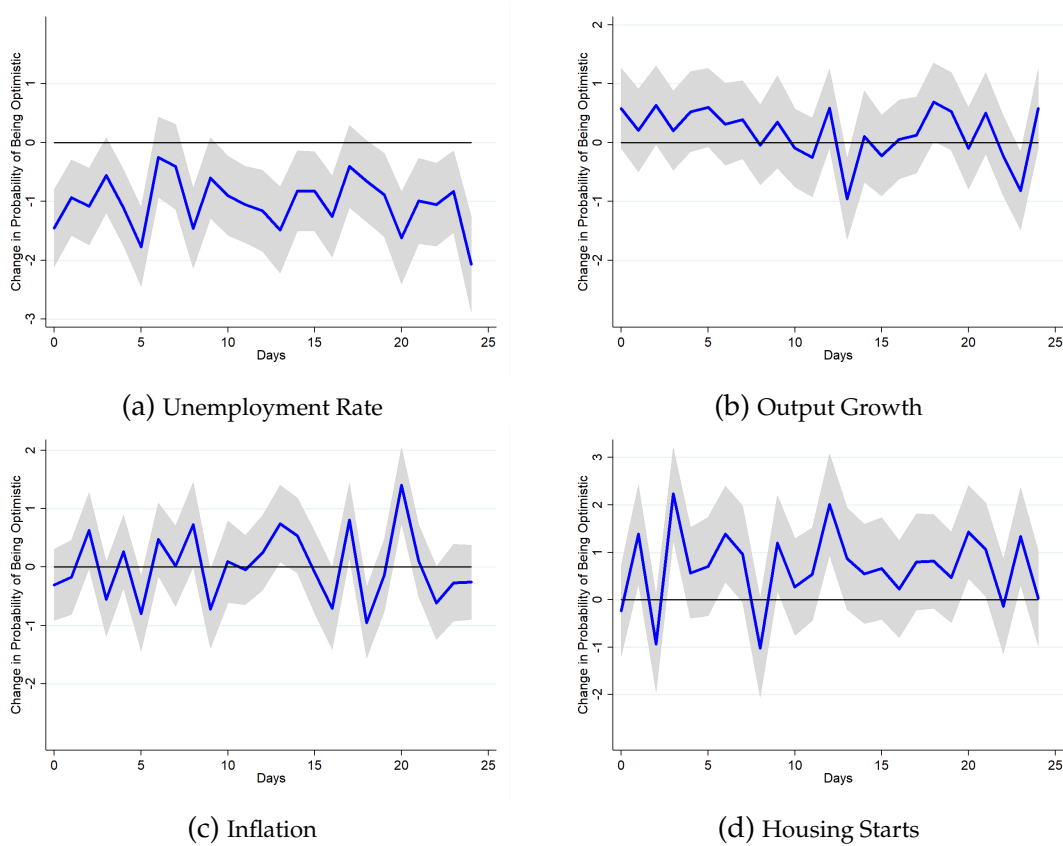 Change in Probability of Being Optimistic
1
0
-1
-2
-3
0 5 10 15 20 25
Days
(a) Unemployment Rate
Change in Probability of Being Optimistic
2
1
0
-1
-2
0 5 10 15 20 25
Days
(b) Output Growth
Change in Probability of Being Optimistic
2
1
0
-1
-2
0 5 10 15 20 25
Days
(c) Inflation
Change in Probability of Being Optimistic
3
2
1
0
-1
-2
0 5 10 15 20 25
Days
(d) Housing Starts